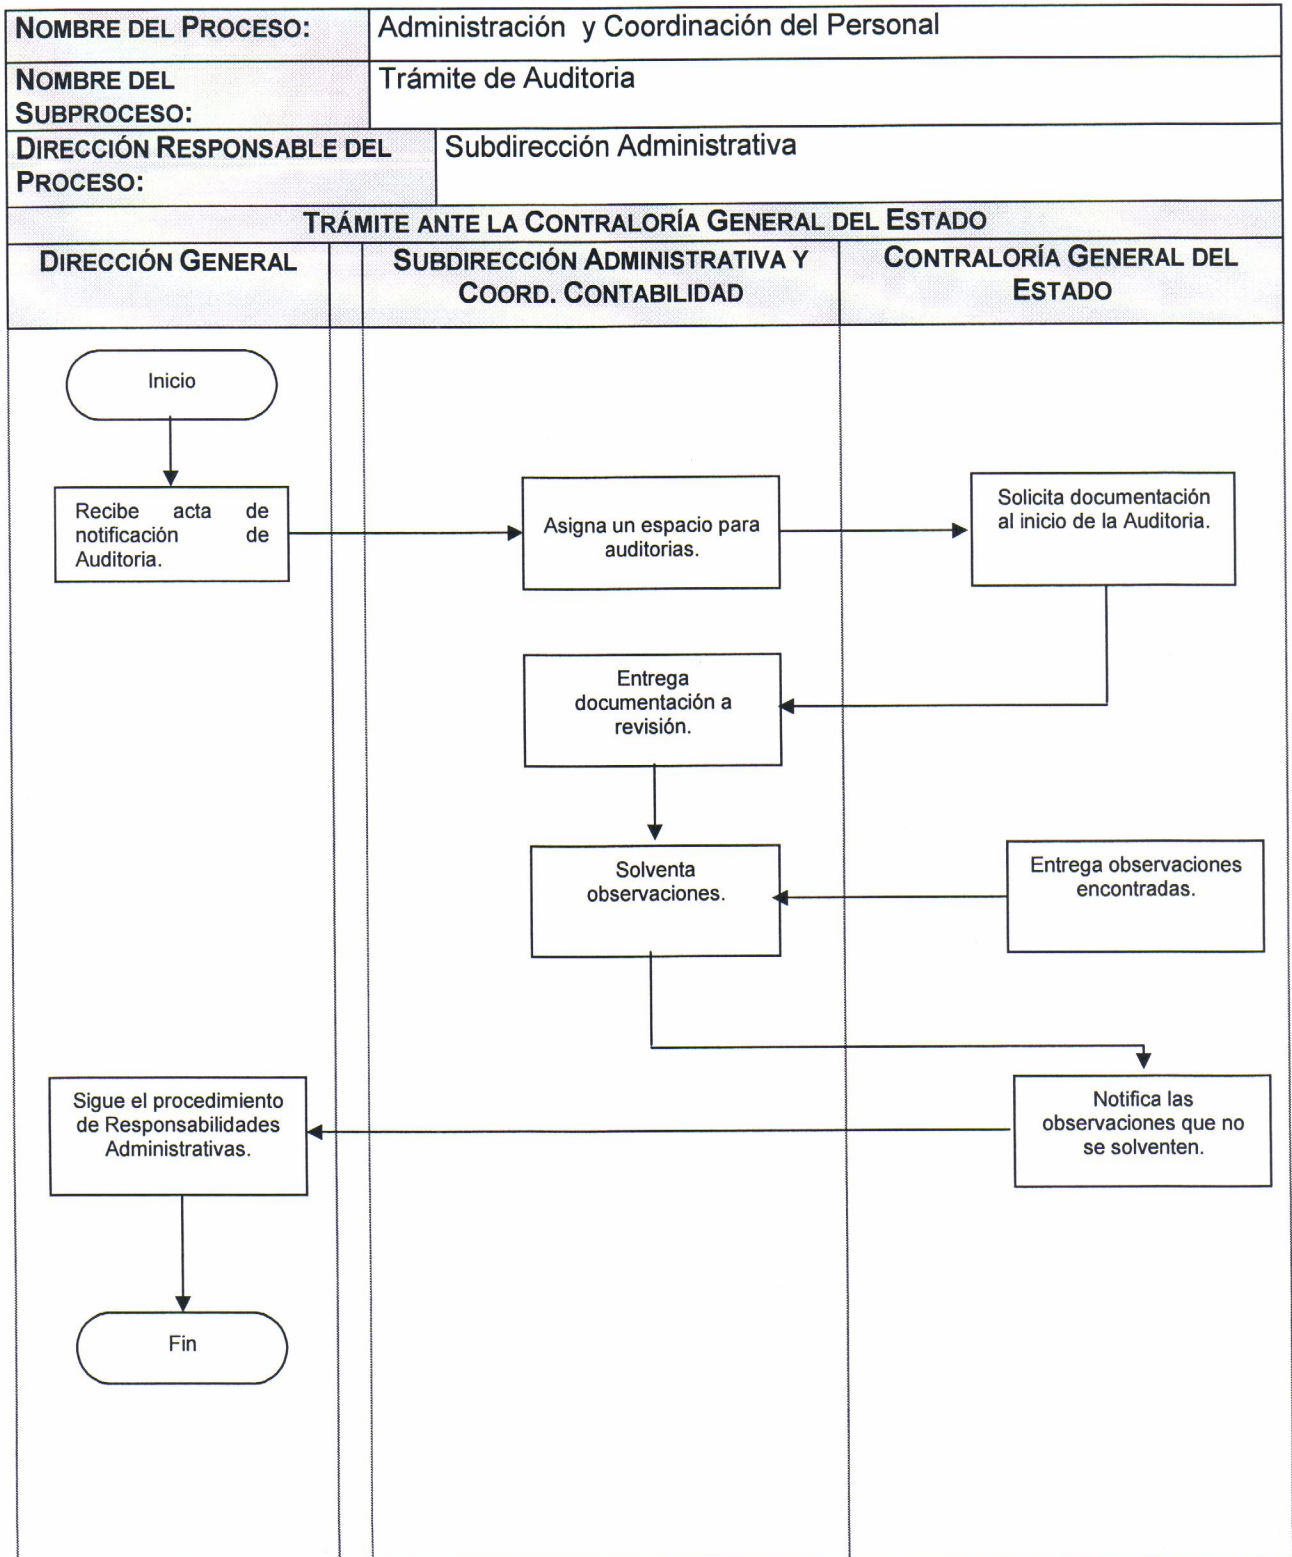 NOMBRE DEL PROCESO:
Administración y Coordinación del Personal
NOMBRE DEL
SUBPROCESO:
Trámite de Auditoria
DIRECCIÓN RESPONSABLE DEL
PROCESO:
Subdirección Administrativa
TRÁMITE ANTE LA CONTRALORÍA GENERAL DEL ESTADO
DIRECCIÓN GENERAL
SUBDIRECCIÓN ADMINISTRATIVA Y
COORD. CONTABILIDAD
CONTRALORÍA GENERAL DEL
ESTADO
Inicio
Recibe acta de
notificación de
Auditoria.
Asigna un espacio para
auditorias.
Solicita documentación
al inicio de la Auditoria.
Entrega
documentación a
revisión.
Solventa
observaciones.
Entrega observaciones
encontradas.
Notifica las
observaciones que no
se solventen.
Sigue el procedimiento
de Responsabilidades
Administrativas.
Fin